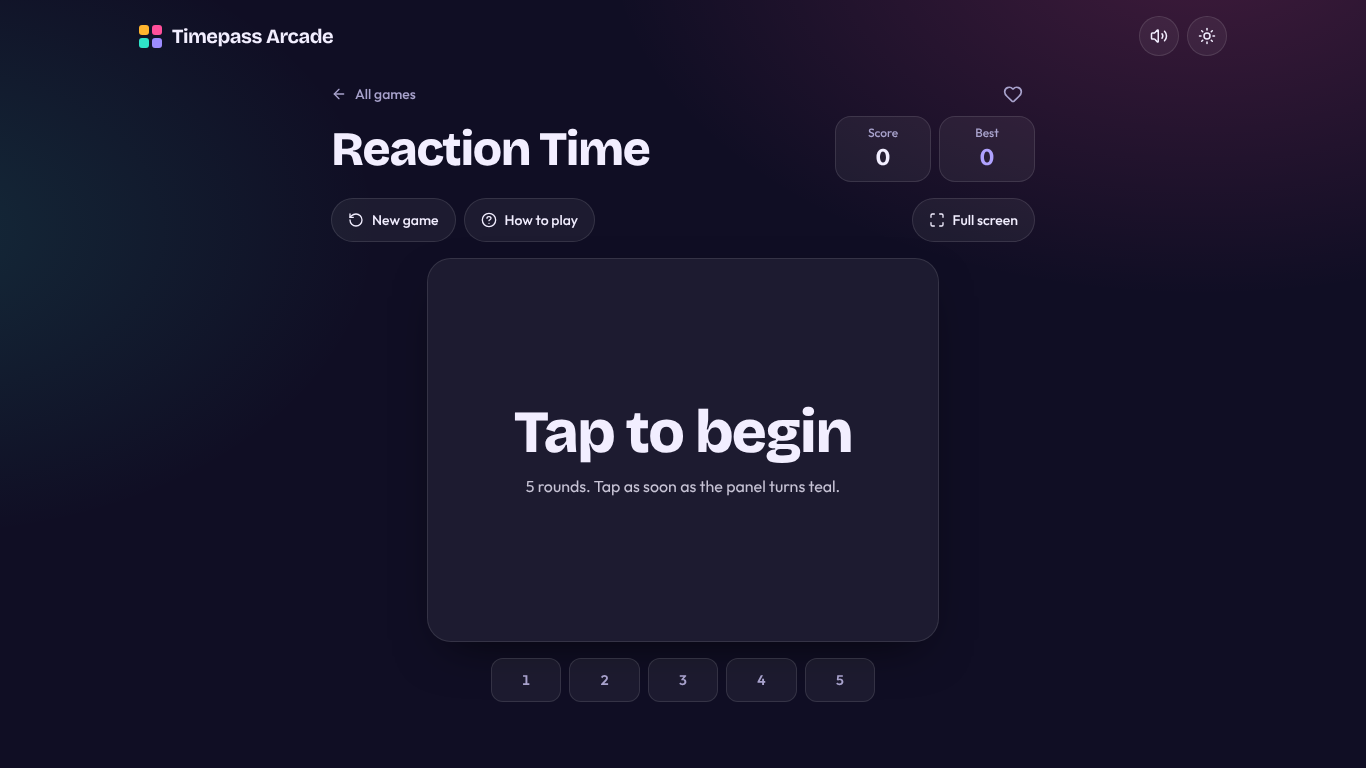 Timepass Arcade
All games
Reaction Time
Score
0
Best
0
New game
How to play
Full screen
Tap to begin
5 rounds. Tap as soon as the panel turns teal.
1
2
3
4
5